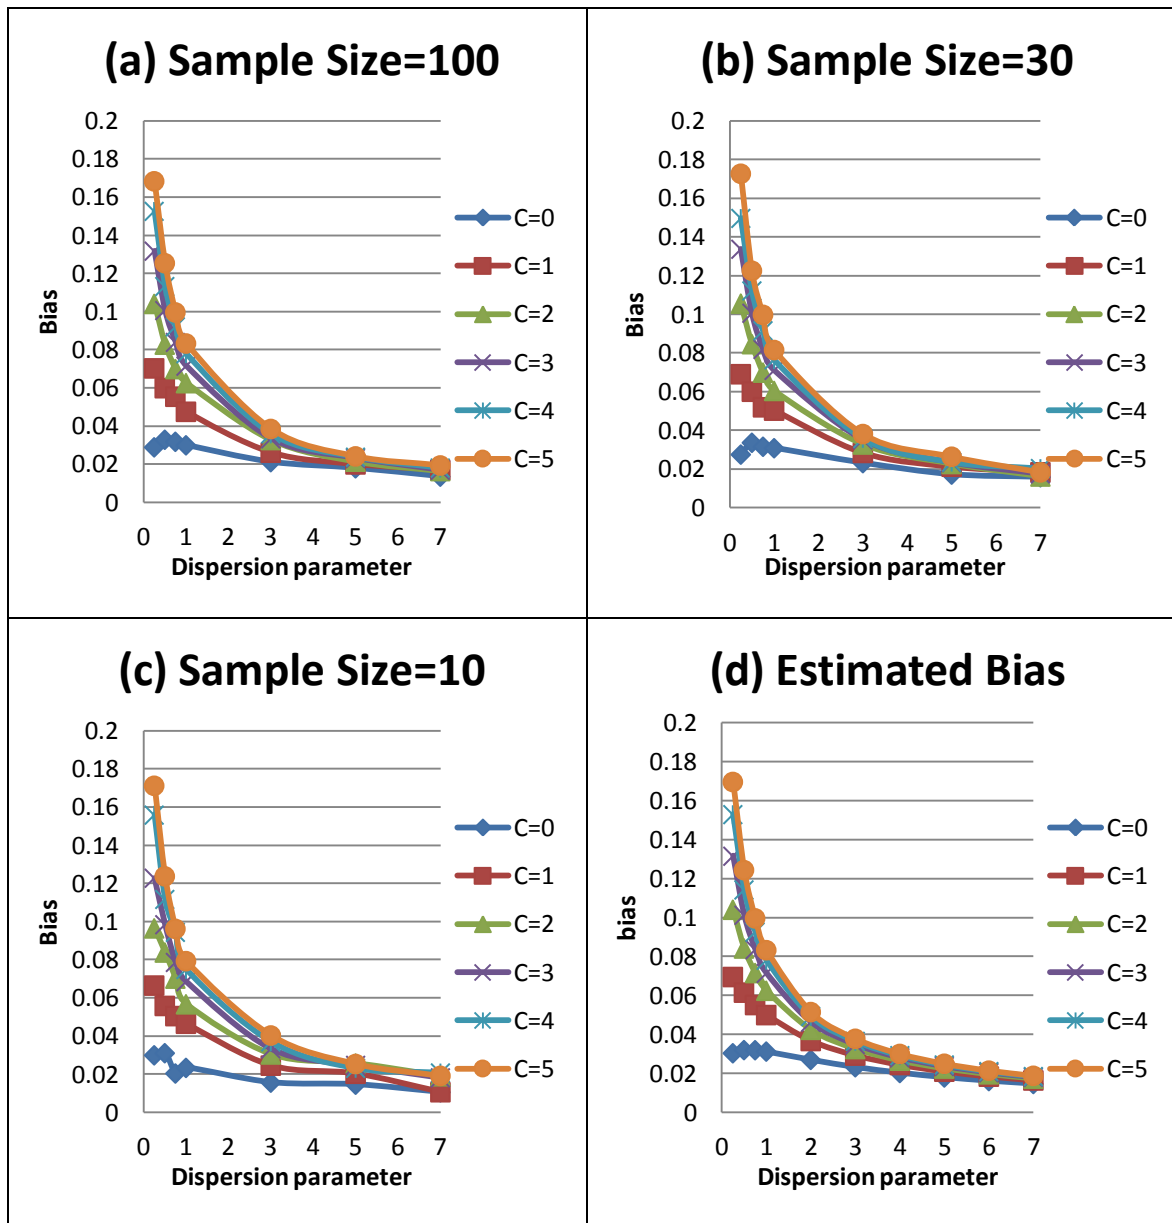 (a) Sample Size=100
Bias
0.2
0.18
0.16
0.14
0.12
0.1
0.08
0.06
0.04
0.02
0
0 1 2 3 4 5 6 7
Dispersion parameter
C=0
C=1
C=2
C=3
C=4
C=5
(b) Sample Size=30
Bias
0.2
0.18
0.16
0.14
0.12
0.1
0.08
0.06
0.04
0.02
0
0 1 2 3 4 5 6 7
Dispersion parameter
C=0
C=1
C=2
C=3
C=4
C=5
(c) Sample Size=10
Bias
0.2
0.18
0.16
0.14
0.12
0.1
0.08
0.06
0.04
0.02
0
0 1 2 3 4 5 6 7
Dispersion parameter
C=0
C=1
C=2
C=3
C=4
C=5
(d) Estimated Bias
bias
0.2
0.18
0.16
0.14
0.12
0.1
0.08
0.06
0.04
0.02
0
0 1 2 3 4 5 6 7
Dispersion parameter
C=0
C=1
C=2
C=3
C=4
C=5